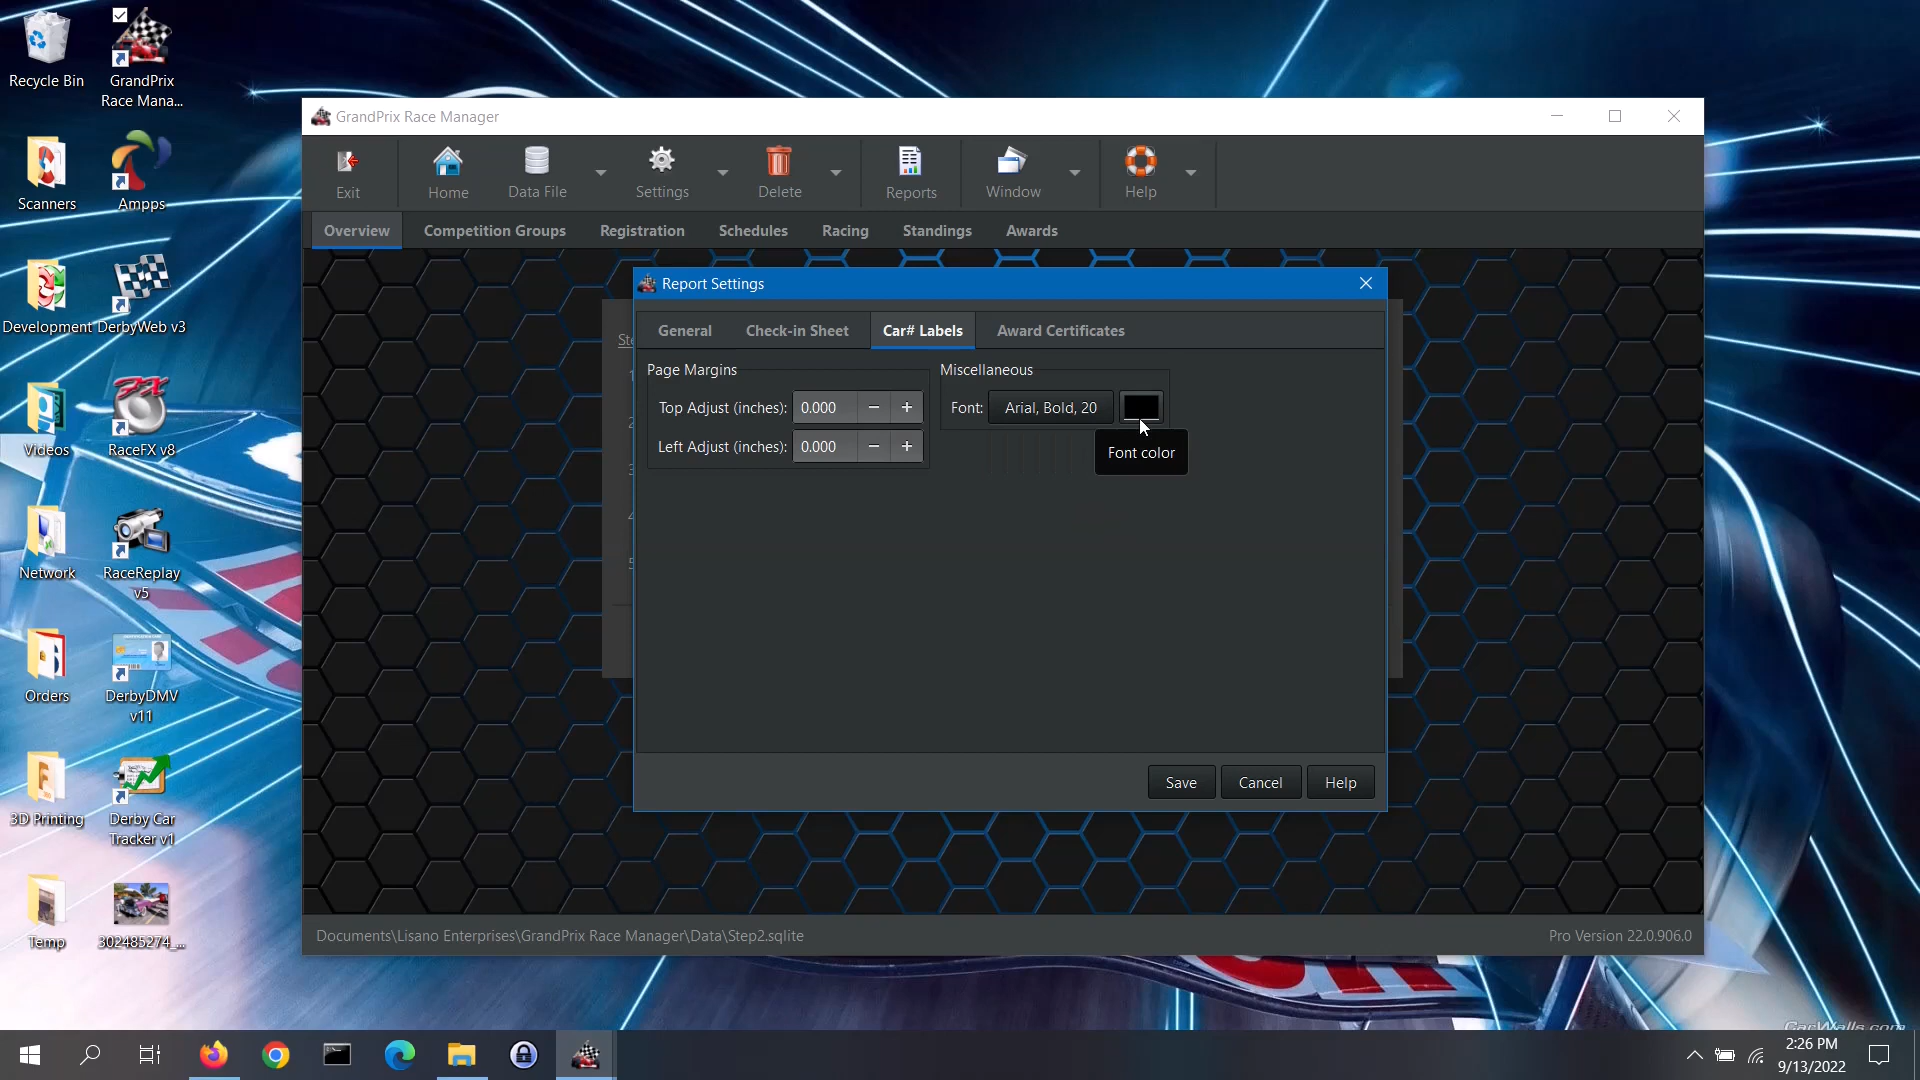 Recycle Bin
GrandPrix
Race Mana...
Scanners
Ampps
Development
DerbyWeb v3
Videos
RaceFX v8
Network
RaceReplay
v5
Orders
DerbyDMV
v11
3D Printing
Derby Car
Tracker v1
Temp
302485274_...
GrandPrix Race Manager
Exit
Home
Data File
Settings
Delete
Reports
Window
Help
Overview
Competition Groups
Registration
Schedules
Racing
Standings
Awards
Report Settings
General
Check-in Sheet
Car# Labels
Award Certificates
Page Margins
Top Adjust (inches): 0.000 − +
Left Adjust (inches): 0.000 − +
Miscellaneous
Font: Arial, Bold, 20
Font color
Save
Cancel
Help
Documents\Lisano Enterprises\GrandPrix Race Manager\Data\Step2.sqlite
Pro Version 22.0.906.0
CarWalls.com
2:26 PM
9/13/2022